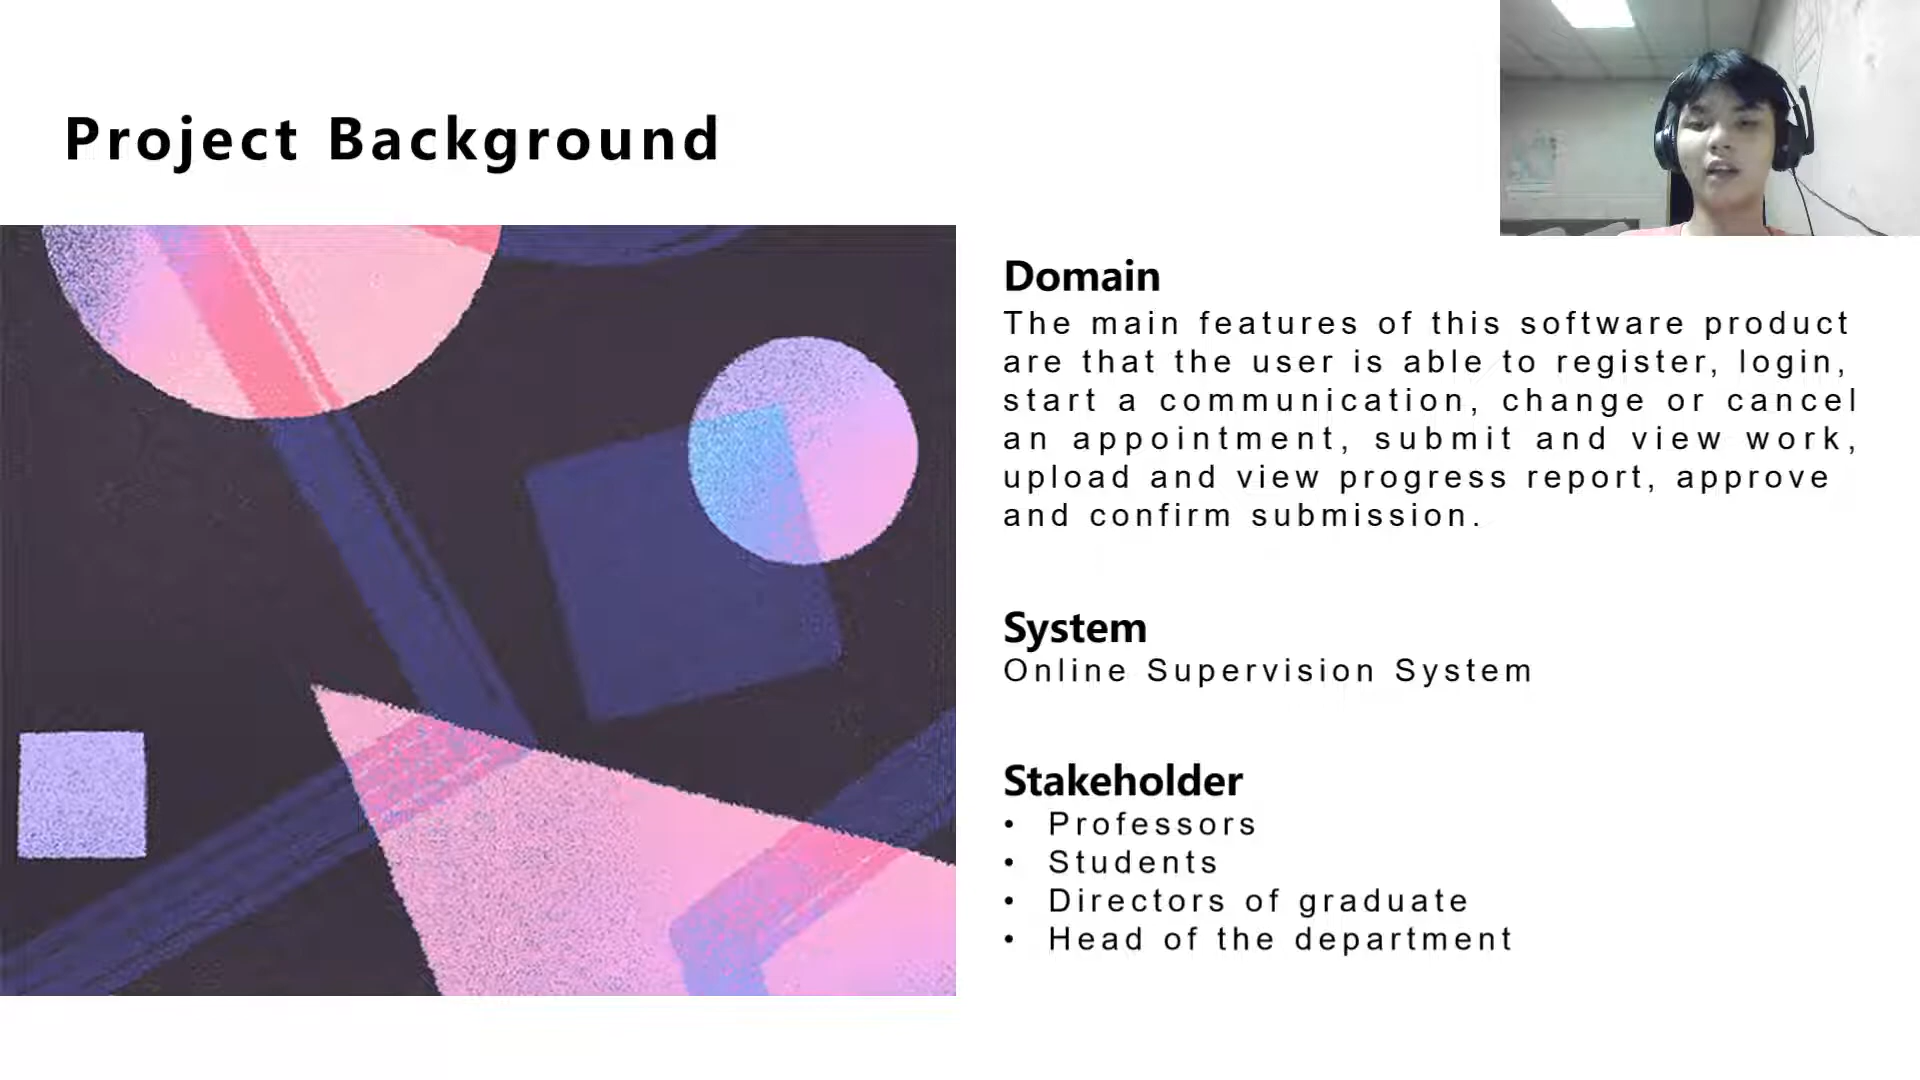 Project Background
Domain
The main features of this software product
are that the user is able to register, login,
start a communication, change or cancel
an appointment, submit and view work,
upload and view progress report, approve
and confirm submission.
System
Online Supervision System
Stakeholder
• Professors
• Students
• Directors of graduate
• Head of the department